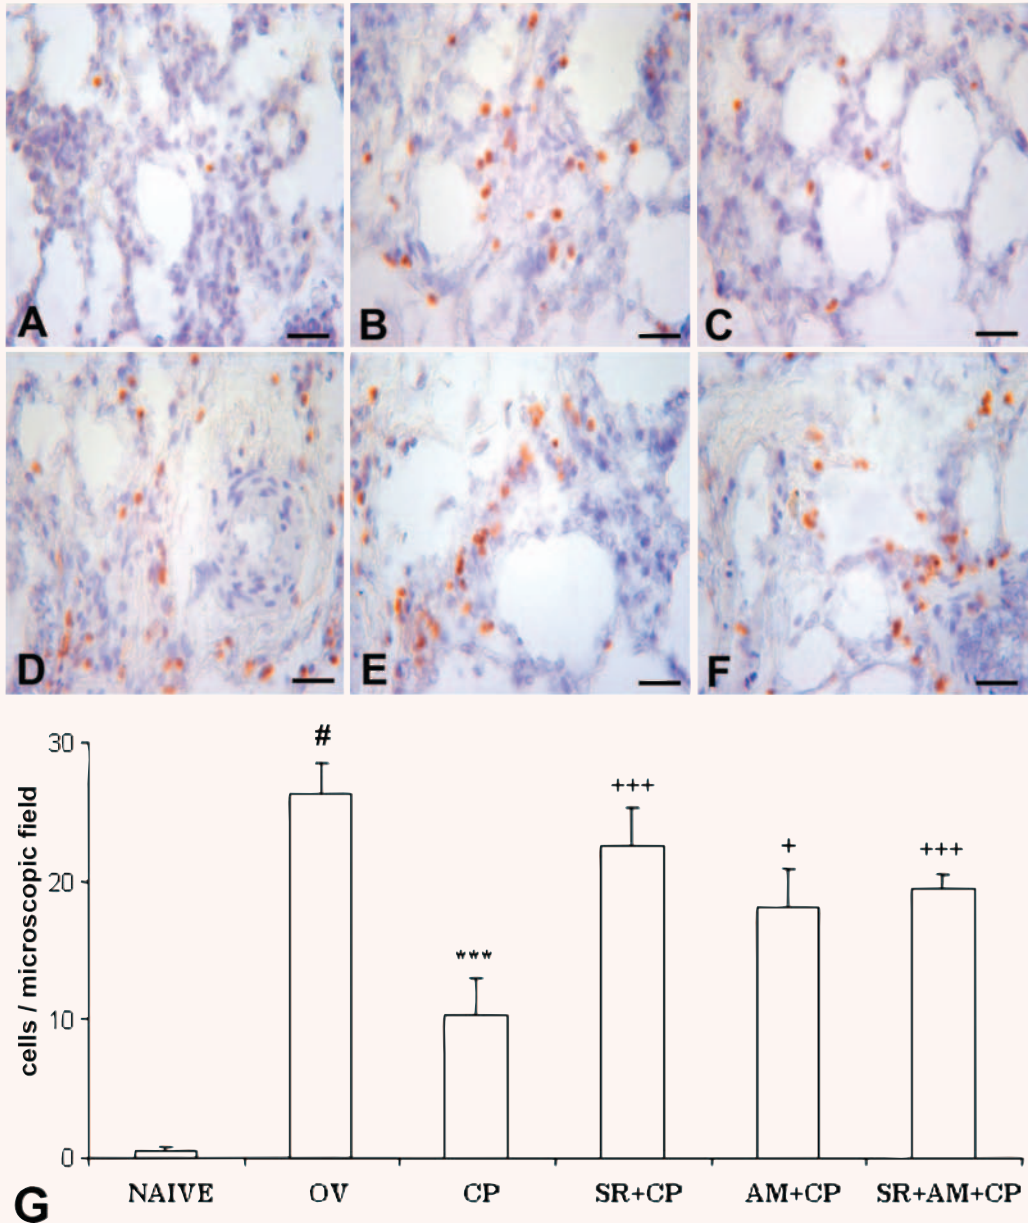 A
B
C
D
E
F
30
#
+++
+
+++
20
***
10
0
cells / microscopic field
NAIVE OV CP SR+CP AM+CP SR+AM+CP
G